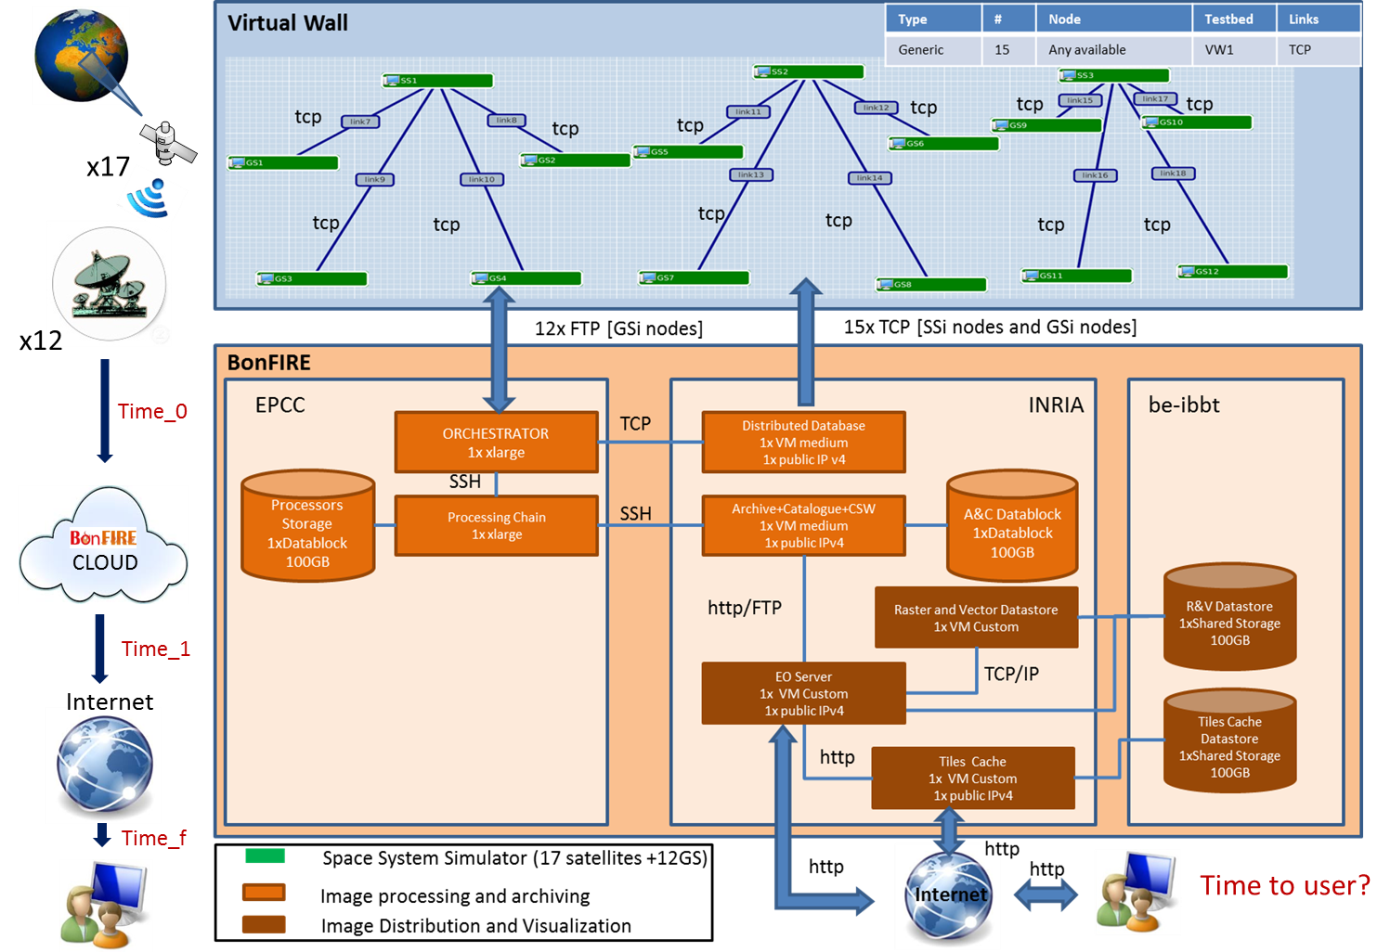 Virtual Wall
Type # Node Testbed Links
Generic 15 Any available VW1 TCP
SS1
SS2
SS3
link7
link8
link9
link10
tcp
tcp
tcp
tcp
GS1
GS2
GS3
GS4
link11
link12
link13
link14
tcp
tcp
tcp
tcp
GS5
GS6
GS7
GS8
link15
link17
link16
link18
tcp
tcp
tcp
tcp
GS9
GS10
GS11
GS12
x17
x12
Time_0
BonFIRE
CLOUD
Time_1
Internet
Time_f
12x FTP [GSi nodes]
15x TCP [SSi nodes and GSi nodes]
BonFIRE
EPCC
ORCHESTRATOR
1x xlarge
SSH
Processors
Storage
1xDatablock
100GB
Processing Chain
1x xlarge
TCP
SSH
INRIA
Distributed Database
1x VM medium
1x public IP v4
Archive+Catalogue+CSW
1x VM medium
1x public IPv4
A&C Datablock
1xDatablock
100GB
http/FTP
Raster and Vector Datastore
1x VM Custom
TCP/IP
EO Server
1x VM Custom
1x public IPv4
http
Tiles Cache
1x VM Custom
1x public IPv4
be-ibbt
R&V Datastore
1xShared Storage
100GB
Tiles Cache
Datastore
1xShared Storage
100GB
Space System Simulator (17 satellites +12GS)
Image processing and archiving
Image Distribution and Visualization
http
http
http
Internet
Time to user?